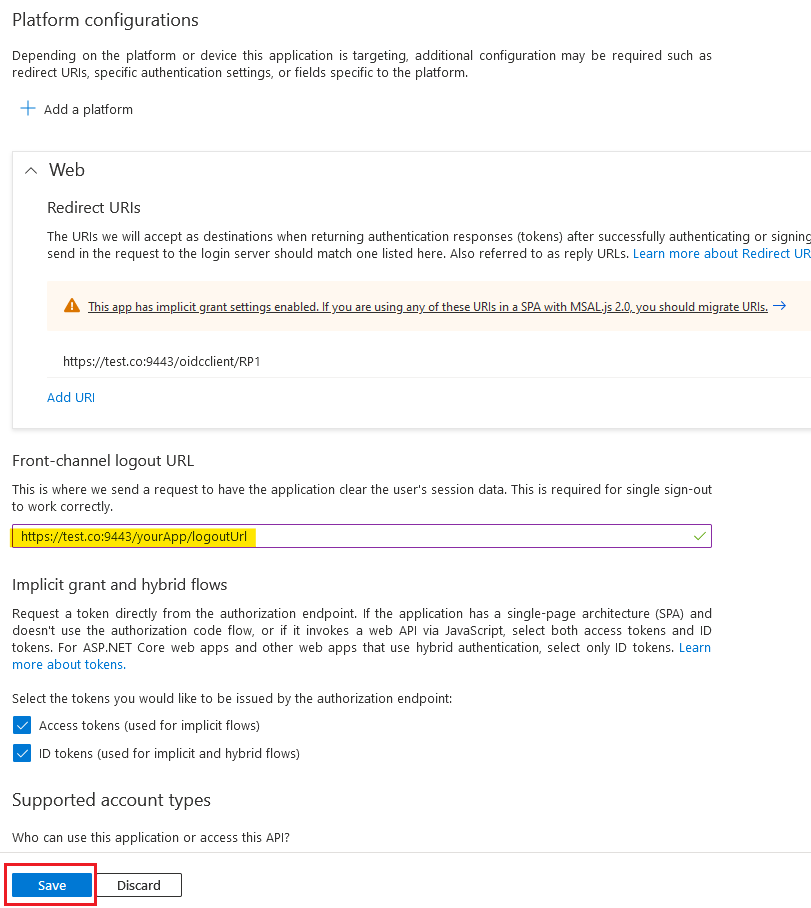 Platform configurations
Depending on the platform or device this application is targeting, additional configuration may be required such as
redirect URIs, specific authentication settings, or fields specific to the platform.
Add a platform
Web
Redirect URIs
The URIs we will accept as destinations when returning authentication responses (tokens) after successfully authenticating or signing
send in the request to the login server should match one listed here. Also referred to as reply URLs. Learn more about Redirect UR
This app has implicit grant settings enabled. If you are using any of these URIs in a SPA with MSAL.js 2.0, you should migrate URIs.
https://test.co:9443/oidcclient/RP1
Add URI
Front-channel logout URL
This is where we send a request to have the application clear the user's session data. This is required for single sign-out
to work correctly.
https://test.co:9443/yourApp/logoutUrl
Implicit grant and hybrid flows
Request a token directly from the authorization endpoint. If the application has a single-page architecture (SPA) and
doesn't use the authorization code flow, or if it invokes a web API via JavaScript, select both access tokens and ID
tokens. For ASP.NET Core web apps and other web apps that use hybrid authentication, select only ID tokens. Learn
more about tokens.
Select the tokens you would like to be issued by the authorization endpoint:
Access tokens (used for implicit flows)
ID tokens (used for implicit and hybrid flows)
Supported account types
Who can use this application or access this API?
Save Discard